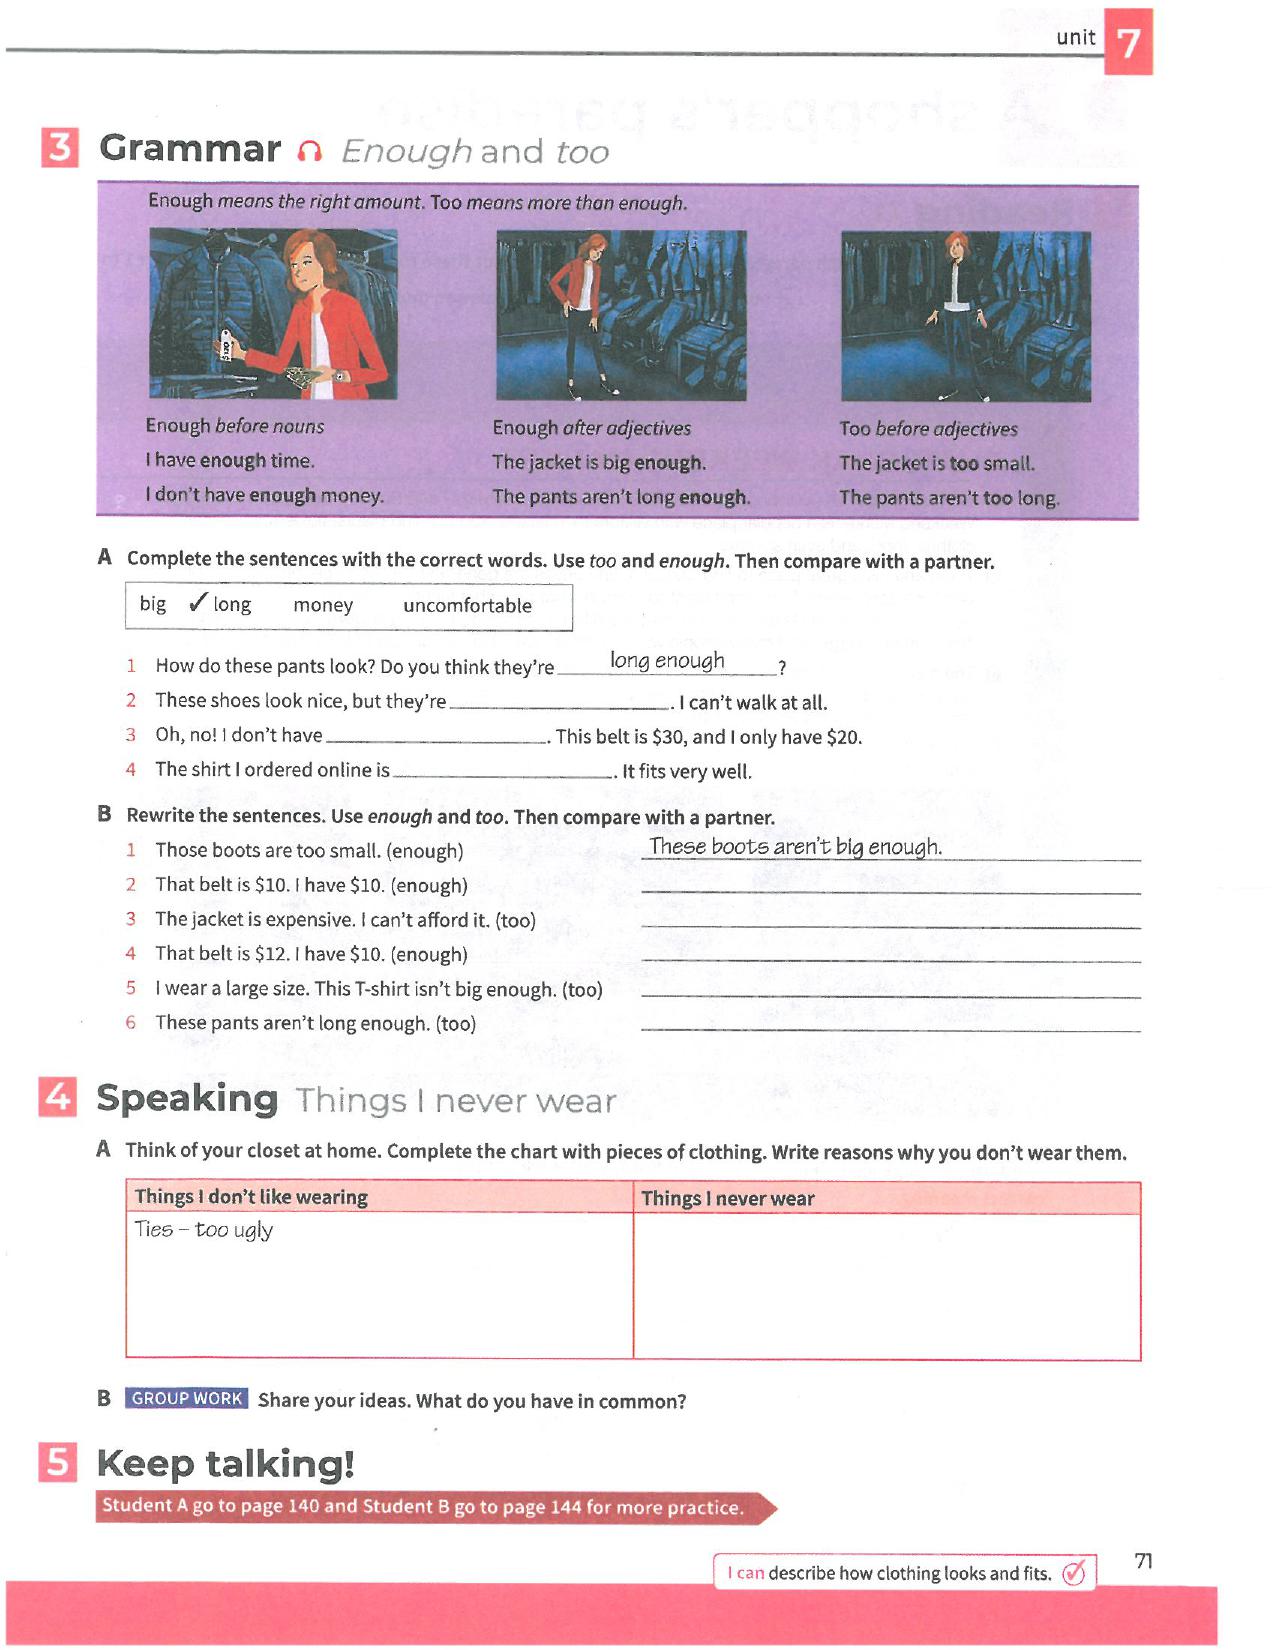 unit 7
3 Grammar Enough and too
Enough means the right amount. Too means more than enough.
$120
Enough before nouns
I have enough time.
I don't have enough money.
Enough after adjectives
The jacket is big enough.
The pants aren't long enough.
Too before adjectives
The jacket is too small.
The pants aren't too long.
A Complete the sentences with the correct words. Use too and enough. Then compare with a partner.
big ✓ long money uncomfortable
1 How do these pants look? Do you think they're long enough ?
2 These shoes look nice, but they're ____________________. I can't walk at all.
3 Oh, no! I don't have ____________________. This belt is $30, and I only have $20.
4 The shirt I ordered online is ____________________. It fits very well.
B Rewrite the sentences. Use enough and too. Then compare with a partner.
1 Those boots are too small. (enough) These boots aren't big enough.
2 That belt is $10. I have $10. (enough)
3 The jacket is expensive. I can't afford it. (too)
4 That belt is $12. I have $10. (enough)
5 I wear a large size. This T-shirt isn't big enough. (too)
6 These pants aren't long enough. (too)
4 Speaking Things I never wear
A Think of your closet at home. Complete the chart with pieces of clothing. Write reasons why you don't wear them.
Things I don't like wearing Things I never wear
Ties – too ugly
B GROUP WORK Share your ideas. What do you have in common?
5 Keep talking!
Student A go to page 140 and Student B go to page 144 for more practice.
I can describe how clothing looks and fits.
71